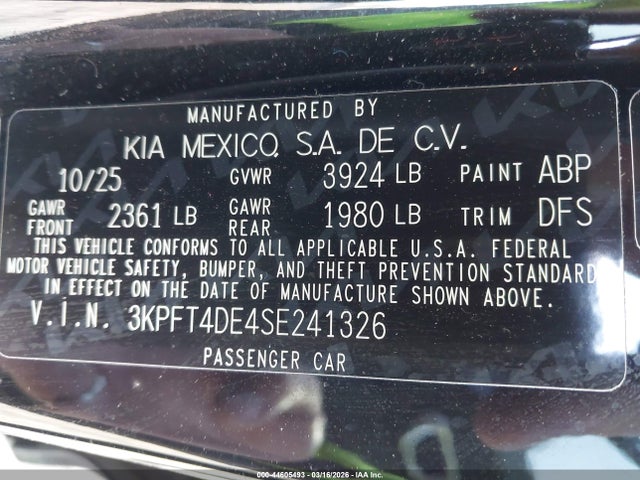 MANUFACTURED BY
KIA MEXICO, S.A. DE C.V.
10/25 GVWR 3924 LB PAINT ABP
GAWR FRONT 2361 LB GAWR REAR 1980 LB TRIM DFS
THIS VEHICLE CONFORMS TO ALL APPLICABLE U.S.A. FEDERAL
MOTOR VEHICLE SAFETY, BUMPER, AND THEFT PREVENTION STANDARD
IN EFFECT ON THE DATE OF MANUFACTURE SHOWN ABOVE.
V.I.N. 3KPFT4DE4SE241326
PASSENGER CAR
000-44605493 - 03/16/2026 - © IAA Holdings, LLC